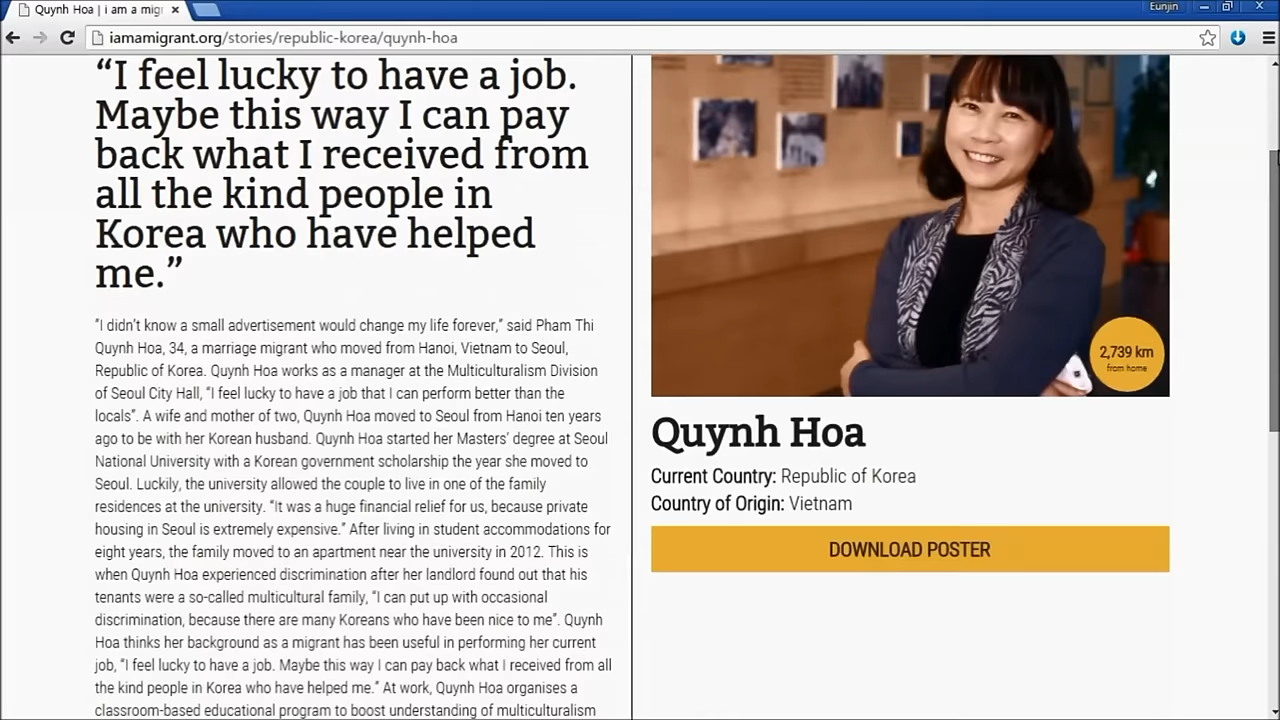 Quynh Hoa | i am a migr
Eunjin
iamamigrant.org/stories/republic-korea/quynh-hoa
“I feel lucky to have a job.
Maybe this way I can pay
back what I received from
all the kind people in
Korea who have helped
me.”
“I didn’t know a small advertisement would change my life forever,” said Pham Thi
Quynh Hoa, 34, a marriage migrant who moved from Hanoi, Vietnam to Seoul,
Republic of Korea. Quynh Hoa works as a manager at the Multiculturalism Division
of Seoul City Hall, “I feel lucky to have a job that I can perform better than the
locals”. A wife and mother of two, Quynh Hoa moved to Seoul from Hanoi ten years
ago to be with her Korean husband. Quynh Hoa started her Masters’ degree at Seoul
National University with a Korean government scholarship the year she moved to
Seoul. Luckily, the university allowed the couple to live in one of the family
residences at the university. “It was a huge financial relief for us, because private
housing in Seoul is extremely expensive.” After living in student accommodations for
eight years, the family moved to an apartment near the university in 2012. This is
when Quynh Hoa experienced discrimination after her landlord found out that his
tenants were a so-called multicultural family, “I can put up with occasional
discrimination, because there are many Koreans who have been nice to me”. Quynh
Hoa thinks her background as a migrant has been useful in performing her current
job, “I feel lucky to have a job. Maybe this way I can pay back what I received from all
the kind people in Korea who have helped me.” At work, Quynh Hoa organises a
classroom-based educational program to boost understanding of multiculturalism
2,739 km
from home
Quynh Hoa
Current Country: Republic of Korea
Country of Origin: Vietnam
DOWNLOAD POSTER